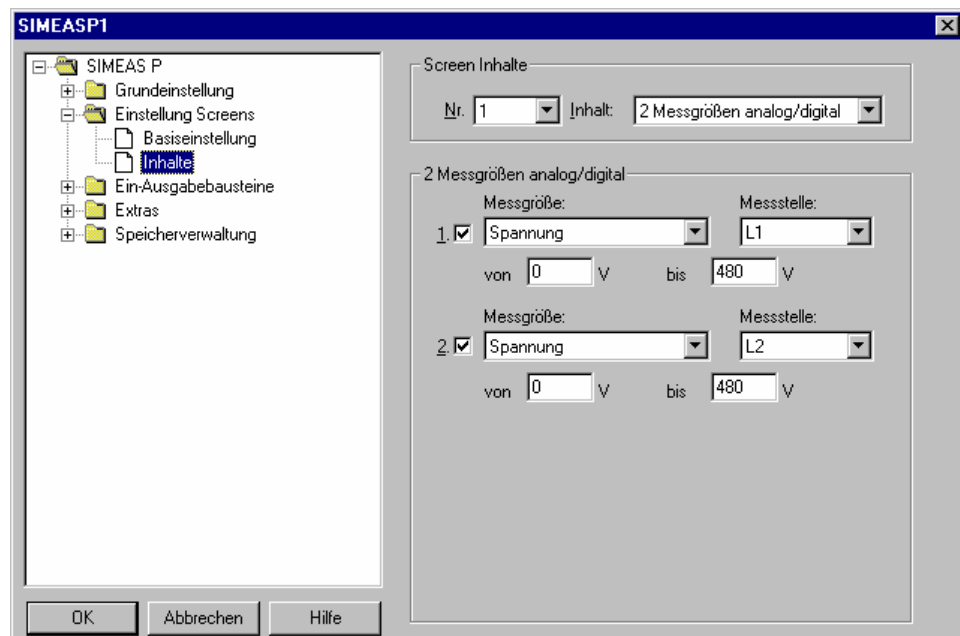 SIMEASP1
SIMEAS P
Grundeinstellung
Einstellung Screens
Basiseinstellung
Inhalte
Ein-Ausgabebausteine
Extras
Speicherverwaltung
OK
Abbrechen
Hilfe
Screen Inhalte
Nr. 1 Inhalt: 2 Messgrößen analog/digital
2 Messgrößen analog/digital
Messgröße: Messstelle:
1. Spannung L1
von 0 V bis 480 V
Messgröße: Messstelle:
2. Spannung L2
von 0 V bis 480 V